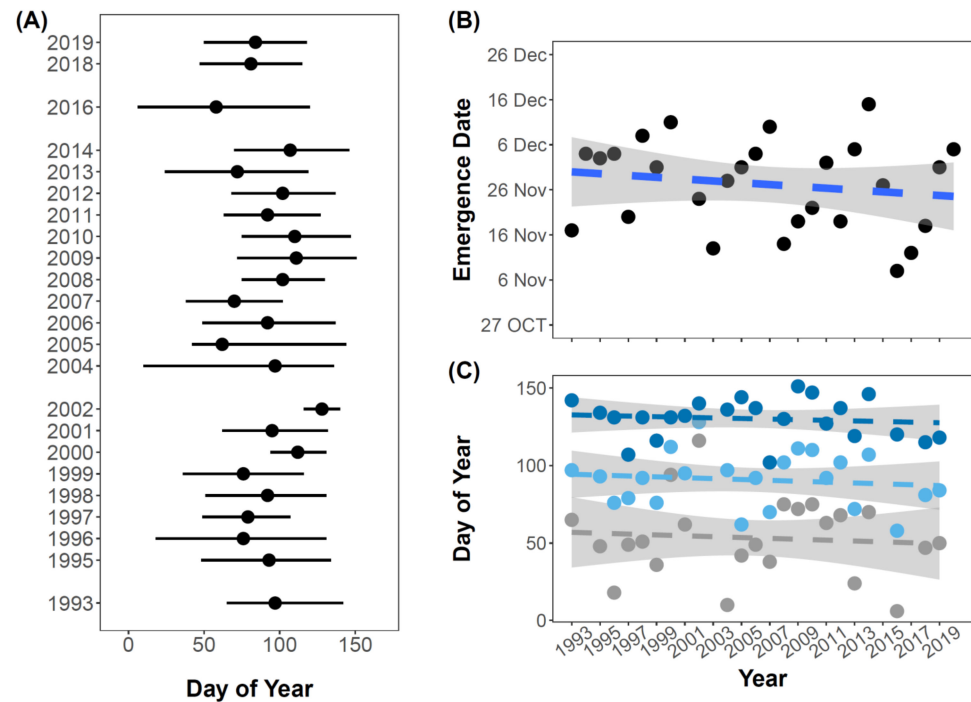 (A)
2019
2018
2016
2014
2013
2012
2011
2010
2009
2008
2007
2006
2005
2004
2002
2001
2000
1999
1998
1997
1996
1995
1993
0 50 100 150
Day of Year
(B)
Emergence Date
26 Dec
16 Dec
6 Dec
26 Nov
16 Nov
6 Nov
27 OCT
(C)
Day of Year
150
100
50
0
1993 1995 1997 1999 2001 2003 2005 2007 2009 2011 2013 2015 2017 2019
Year